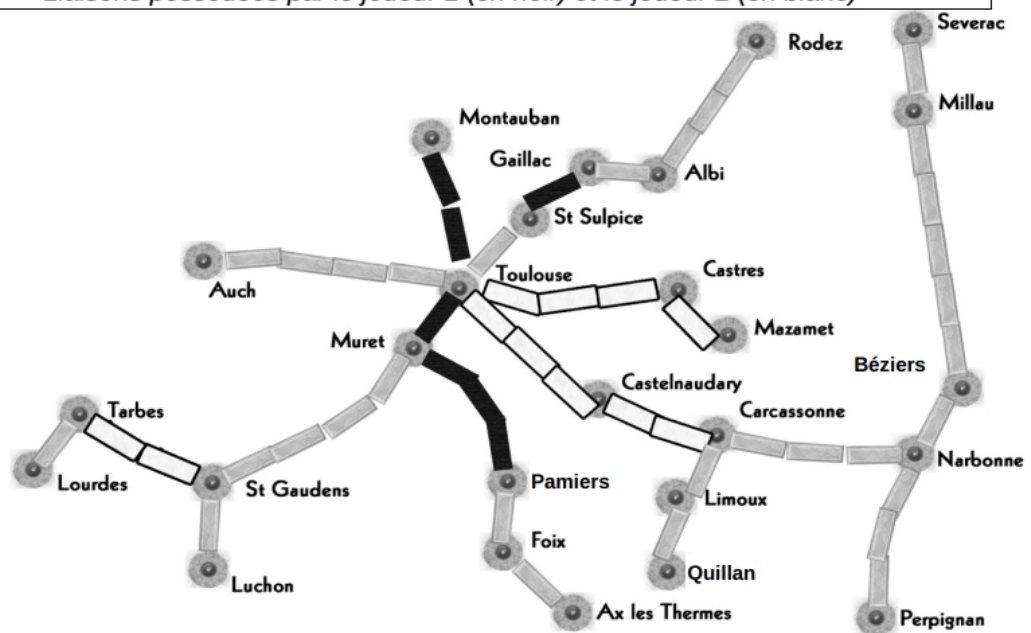 Liaisons possédées par le joueur (en noir) et le joueur 2 (en blanc)
Severac
Rodez
Millau
Montauban
Gaillac
Albi
St Sulpice
Toulouse
Castres
Auch
Mazamet
Muret
Béziers
Castelnaudary
Tarbes
Carcassonne
Narbonne
Lourdes
St Gaudens
Pamiers
Limoux
Foix
Quillan
Luchon
Ax les Thermes
Perpignan